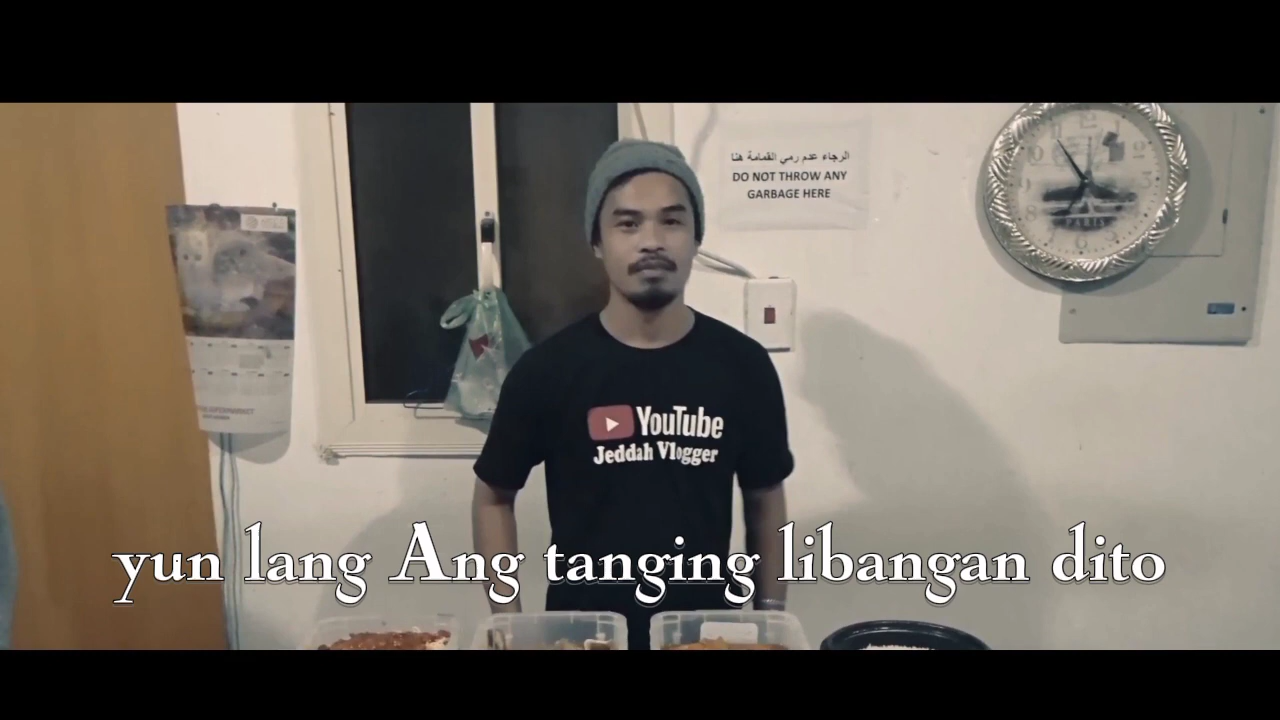 الرجاء عدم رمي القمامة هنا
DO NOT THROW ANY
GARBAGE HERE
PARIS
YouTube
Jeddah Vlogger
yun lang Ang tanging libangan dito